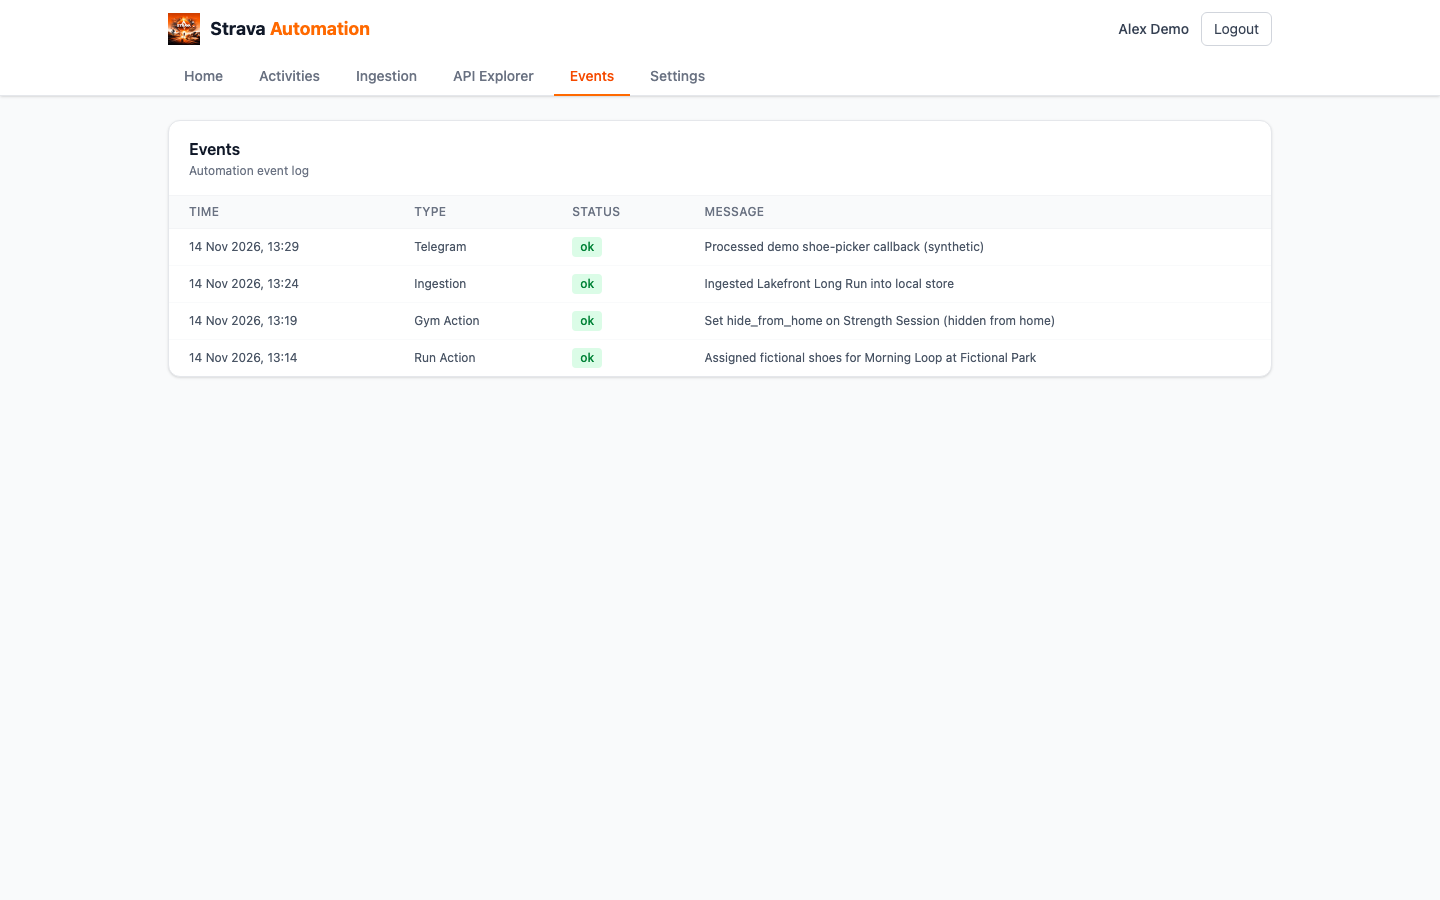 Strava Automation
Alex Demo
Logout
Home Activities Ingestion API Explorer Events Settings
Events
Automation event log
TIME TYPE STATUS MESSAGE
14 Nov 2026, 13:29 Telegram ok Processed demo shoe-picker callback (synthetic)
14 Nov 2026, 13:24 Ingestion ok Ingested Lakefront Long Run into local store
14 Nov 2026, 13:19 Gym Action ok Set hide_from_home on Strength Session (hidden from home)
14 Nov 2026, 13:14 Run Action ok Assigned fictional shoes for Morning Loop at Fictional Park